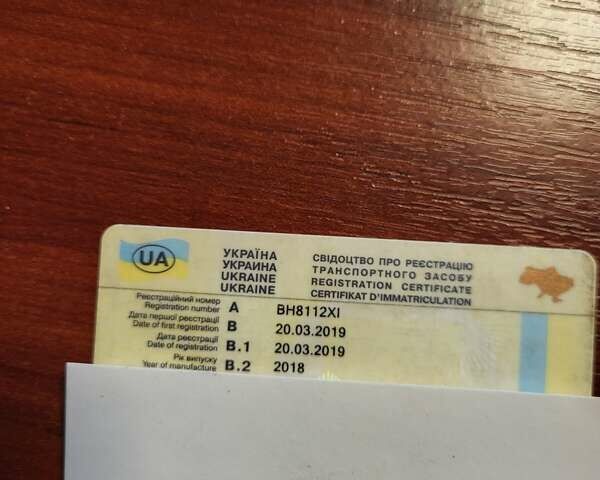 UA
УКРАЇНА
УКРАИНА
UKRAINE
UKRAINE
СВІДОЦТВО ПРО РЕЄСТРАЦІЮ
ТРАНСПОРТНОГО ЗАСОБУ
REGISTRATION CERTIFICATE
CERTIFIKAT D'IMMATRICULATION
Реєстраційний номер
Registration number A BH8112XI
Дата першої реєстрації
Date of first registration B 20.03.2019
Дата реєстрації
Date of registration B.1 20.03.2019
Рік випуску
Year of manufacture B.2 2018